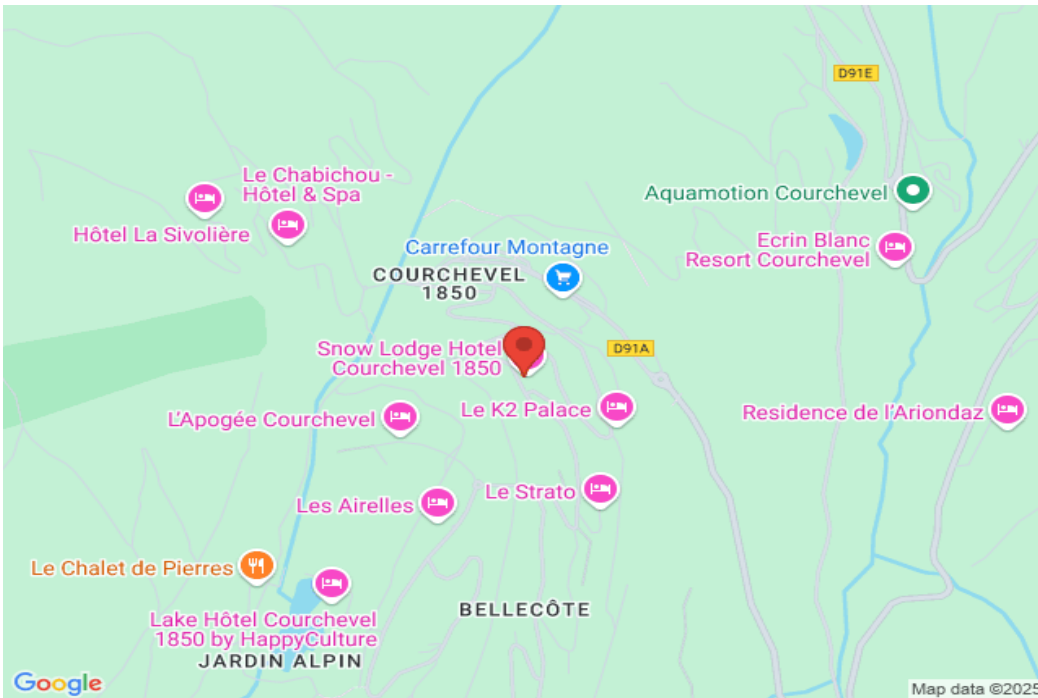 D91E
Le Chabichou -
Hôtel & Spa
Aquamotion Courchevel
Hôtel La Sivolière
Carrefour Montagne
Ecrin Blanc
Resort Courchevel
COURCHEVEL
1850
Snow Lodge Hotel
Courchevel 1850
D91A
L'Apogée Courchevel
Le K2 Palace
Residence de l'Ariondaz
Les Airelles
Le Strato
Le Chalet de Pierres
Lake Hôtel Courchevel
1850 by HappyCulture
BELLECÔTE
JARDIN ALPIN
Google
Map data ©2025